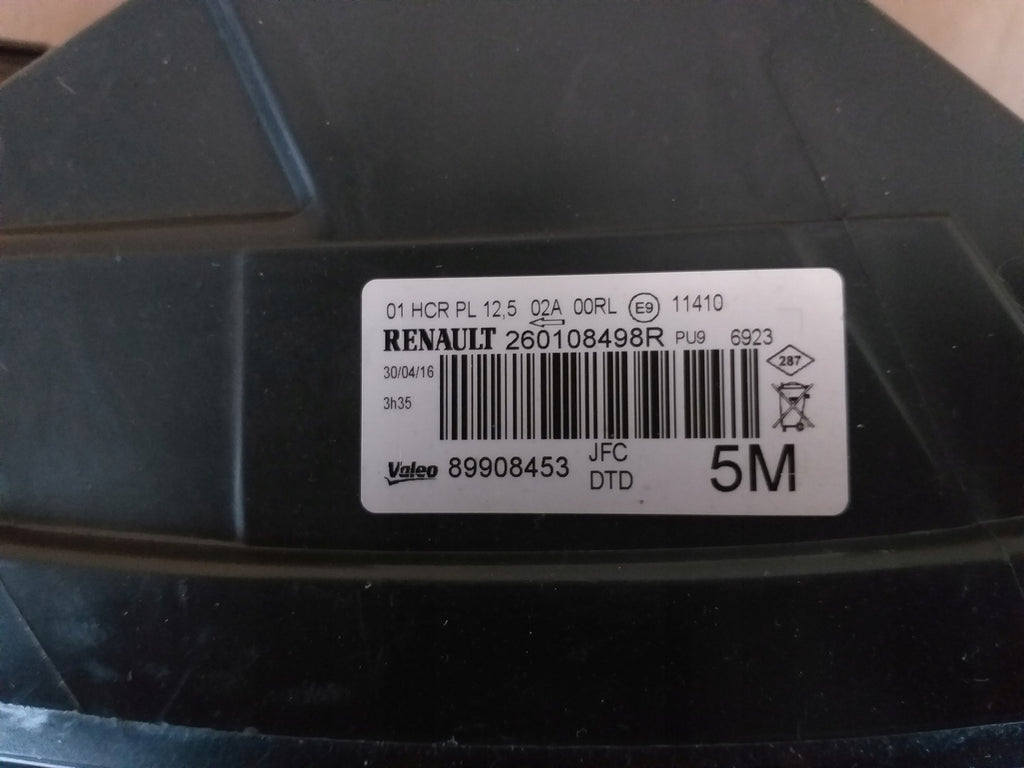 01 HCR PL 12,5 02A 00RL E9 11410
RENAULT 260108498R PU9 6923
30/04/16
287
3h35
Valeo 89908453 JFC
DTD
5M